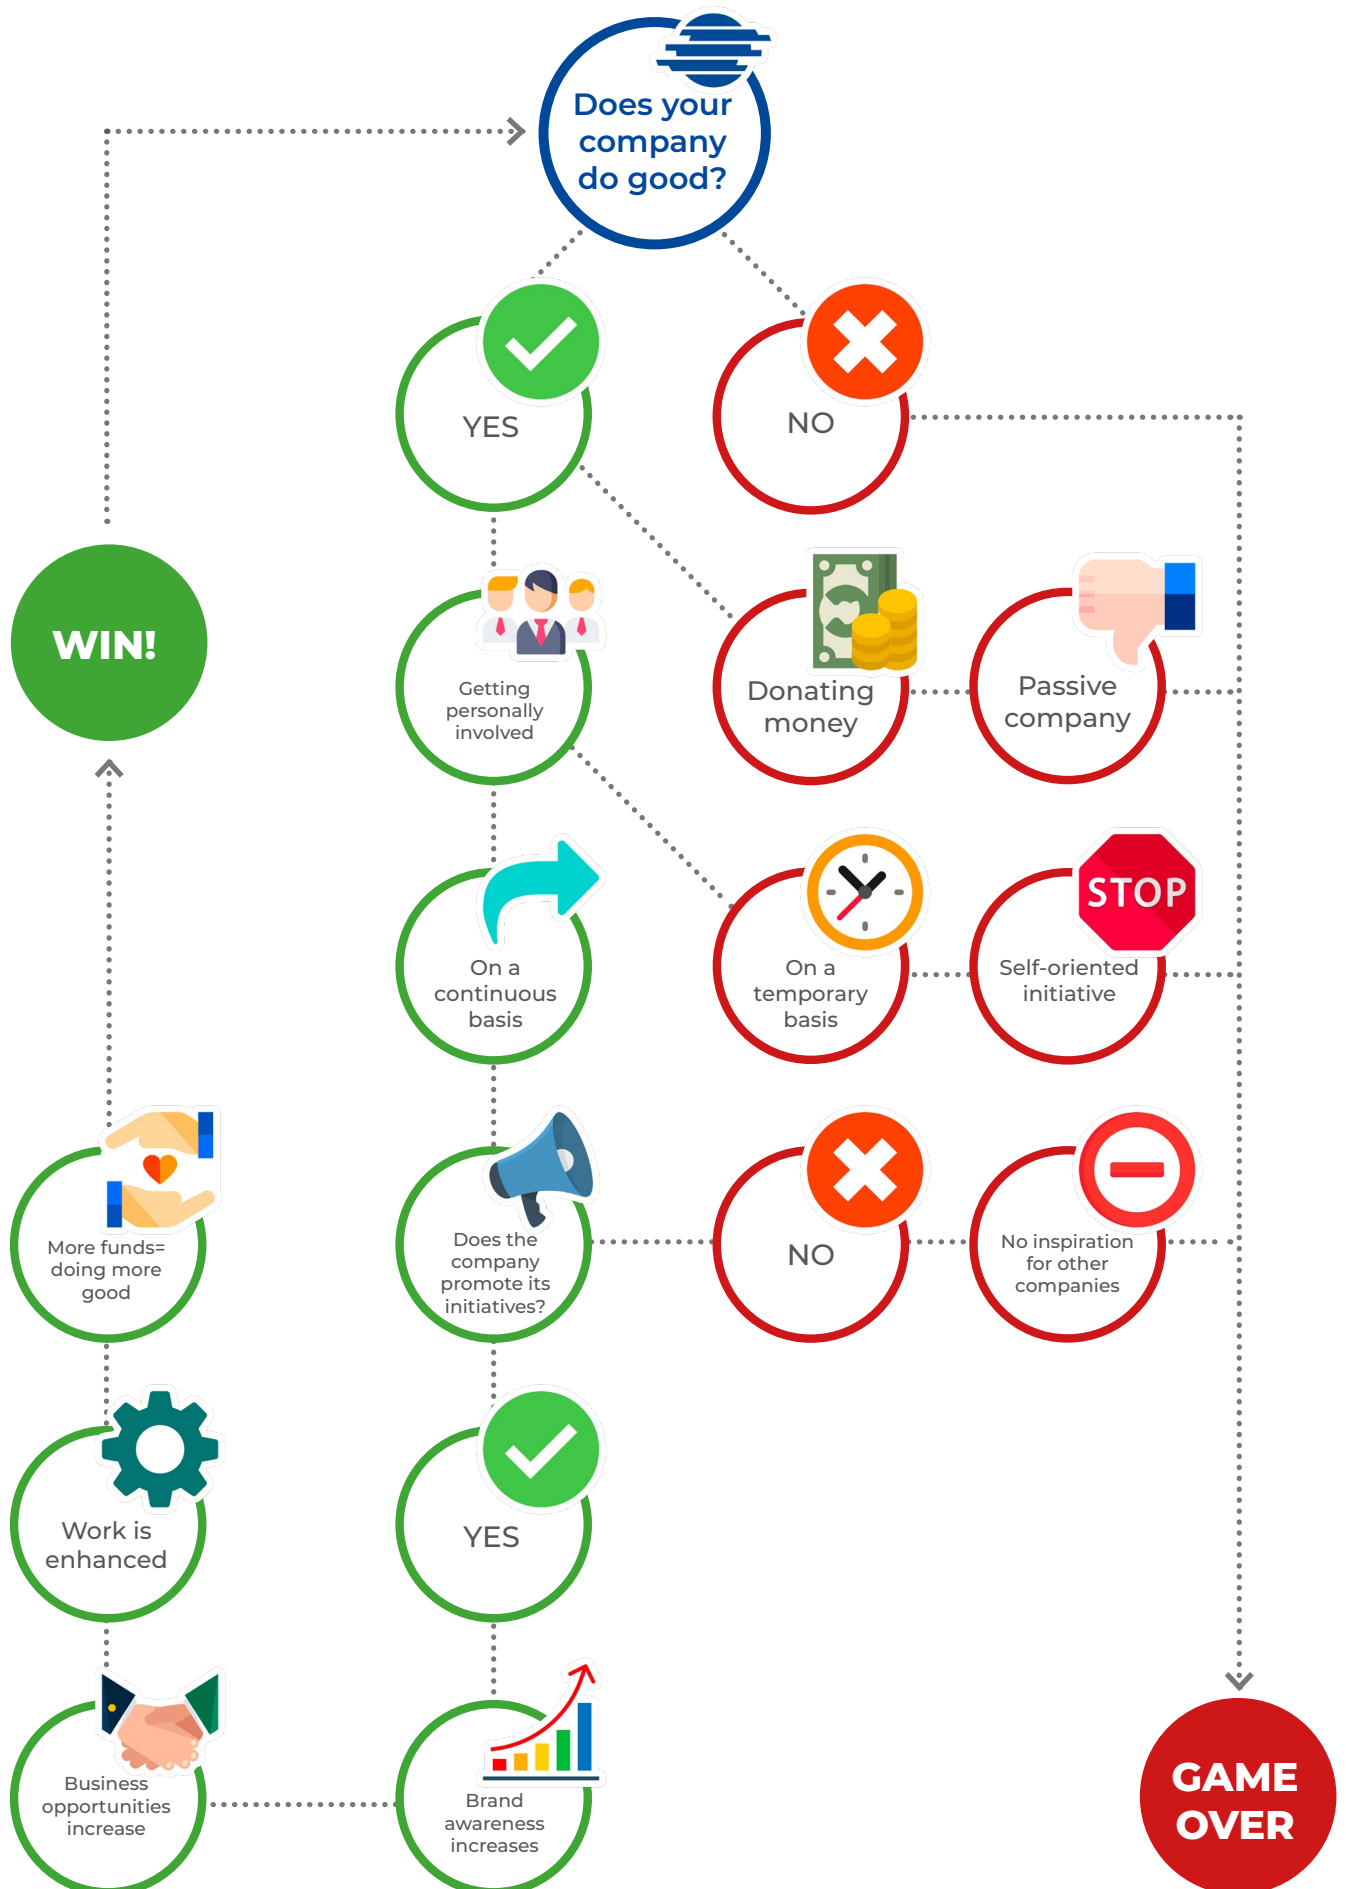 Does your
company
do good?
YES
NO
WIN!
Getting
personally
involved
Donating
money
Passive
company
On a
continuous
basis
On a
temporary
basis
STOP
Self-oriented
initiative
More funds=
doing more
good
Does the
company
promote its
initiatives?
NO
No inspiration
for other
companies
Work is
enhanced
YES
Business
opportunities
increase
Brand
awareness
increases
GAME
OVER